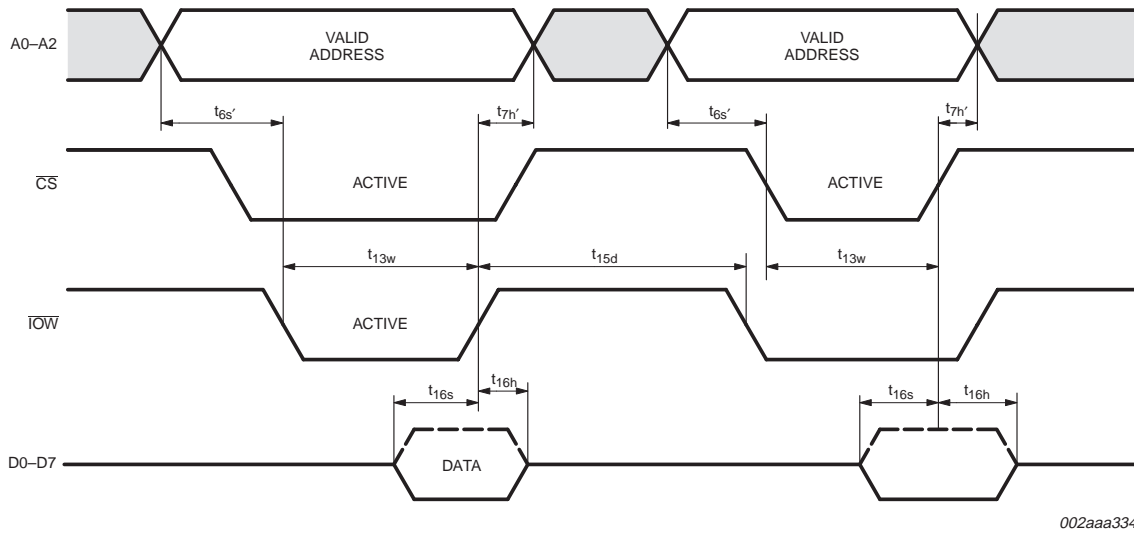 A0–A2
VALID
ADDRESS
VALID
ADDRESS
t6s′
t7h′
t6s′
t7h′
CS
ACTIVE
ACTIVE
t13w
t15d
t13w
IOW
ACTIVE
t16s
t16h
t16s
t16h
D0–D7
DATA
002aaa334